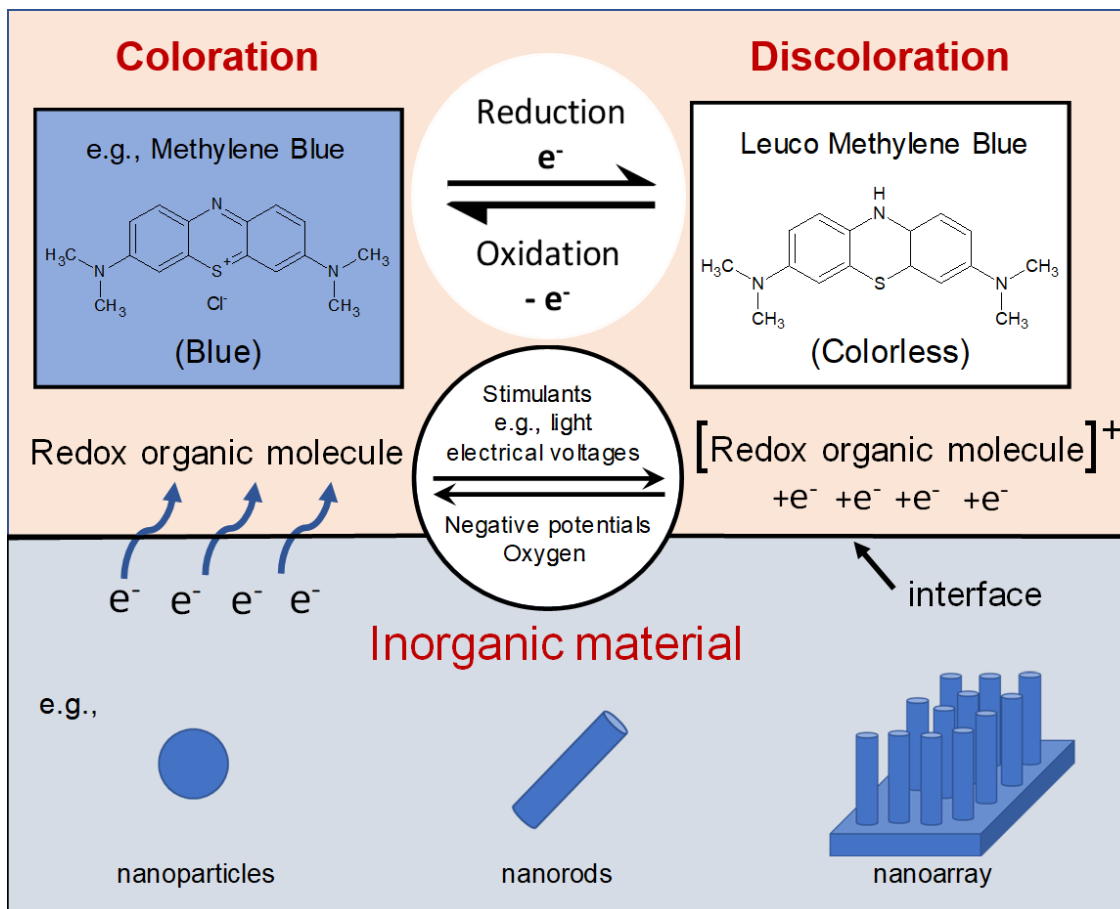 Coloration
Discoloration
e.g., Methylene Blue
N
H₃C
N
CH₃
S⁺
Cl⁻
N
CH₃
CH₃
(Blue)
Reduction
e⁻
Oxidation
- e⁻
Leuco Methylene Blue
H
N
H₃C
N
CH₃
S
N
CH₃
CH₃
(Colorless)
Redox organic molecule
Stimulants
e.g., light
electrical voltages
Negative potentials
Oxygen
[Redox organic molecule]⁺
+e⁻ +e⁻ +e⁻ +e⁻
e⁻ e⁻ e⁻ e⁻
interface
Inorganic material
e.g.,
nanoparticles
nanorods
nanoarray